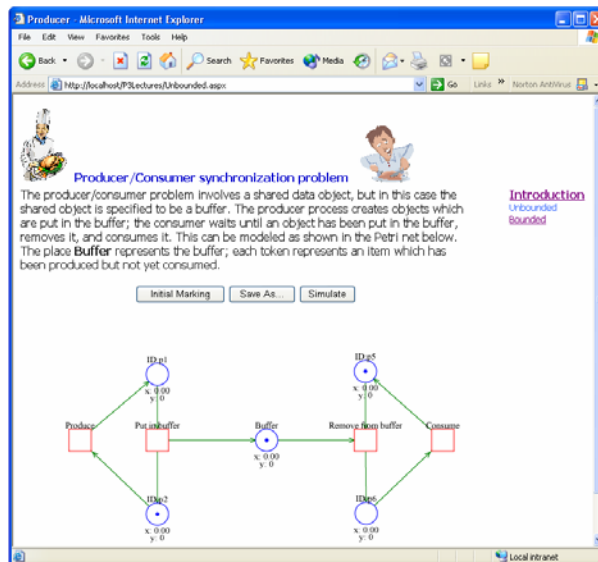 Producer - Microsoft Internet Explorer
File Edit View Favorites Tools Help
Back Search Favorites Media
Address http://localhost/P3Lectures/Unbounded.aspx Go Links » Norton AntiVirus
Producer/Consumer synchronization problem
The producer/consumer problem involves a shared data object, but in this case the
shared object is specified to be a buffer. The producer process creates objects which
are put in the buffer; the consumer waits until an object has been put in the buffer,
removes it, and consumes it. This can be modeled as shown in the Petri net below.
The place Buffer represents the buffer; each token represents an item which has
been produced but not yet consumed.
Introduction
Unbounded
Bounded
Initial Marking Save As... Simulate
ID:p1 ID:p5
x: 0.00 x: 0.00
y: 0 y: 0
Produce Put in buffer Buffer Remove from buffer Consume
x: 0.00
y: 0
ID:p2 ID:p6
x: 0.00 x: 0.00
y: 0 y: 0
Local intranet